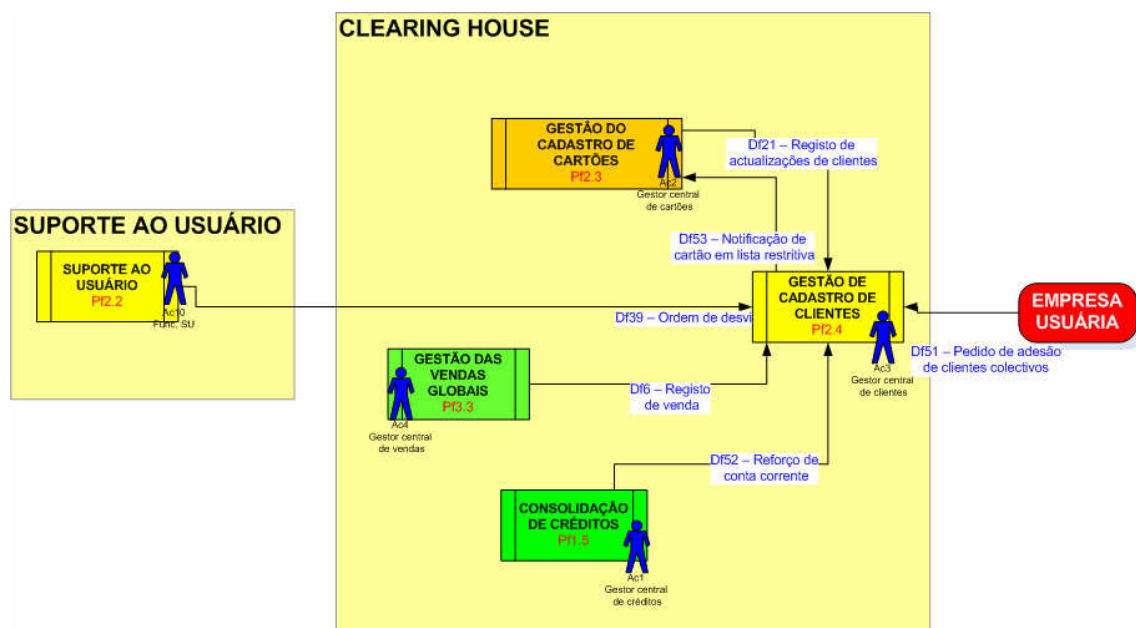 CLEARING HOUSE
GESTÃO DO
CADASTRO DE
CARTÕES
Pf2.3
Ac2
Gestor central
de cartões
Df21 – Registo de
actualizações de clientes
SUPORTE AO USUÁRIO
SUPORTE AO
USUÁRIO
Pf2.2
Ac10
Func. SU
Df53 – Notificação de
cartão em lista restritiva
GESTÃO DE
CADASTRO DE
CLIENTES
Pf2.4
Ac3
Gestor central
de clientes
EMPRESA
USUÁRIA
Df39 – Ordem de desvi
Df51 – Pedido de adesão
de clientes colectivos
GESTÃO DAS
VENDAS
GLOBAIS
Pf3.3
Ac4
Gestor central
de vendas
Df6 – Registo
de venda
Df52 – Reforço de
conta corrente
CONSOLIDAÇÃO
DE CRÉDITOS
Pf1.5
Ac1
Gestor central
de créditos